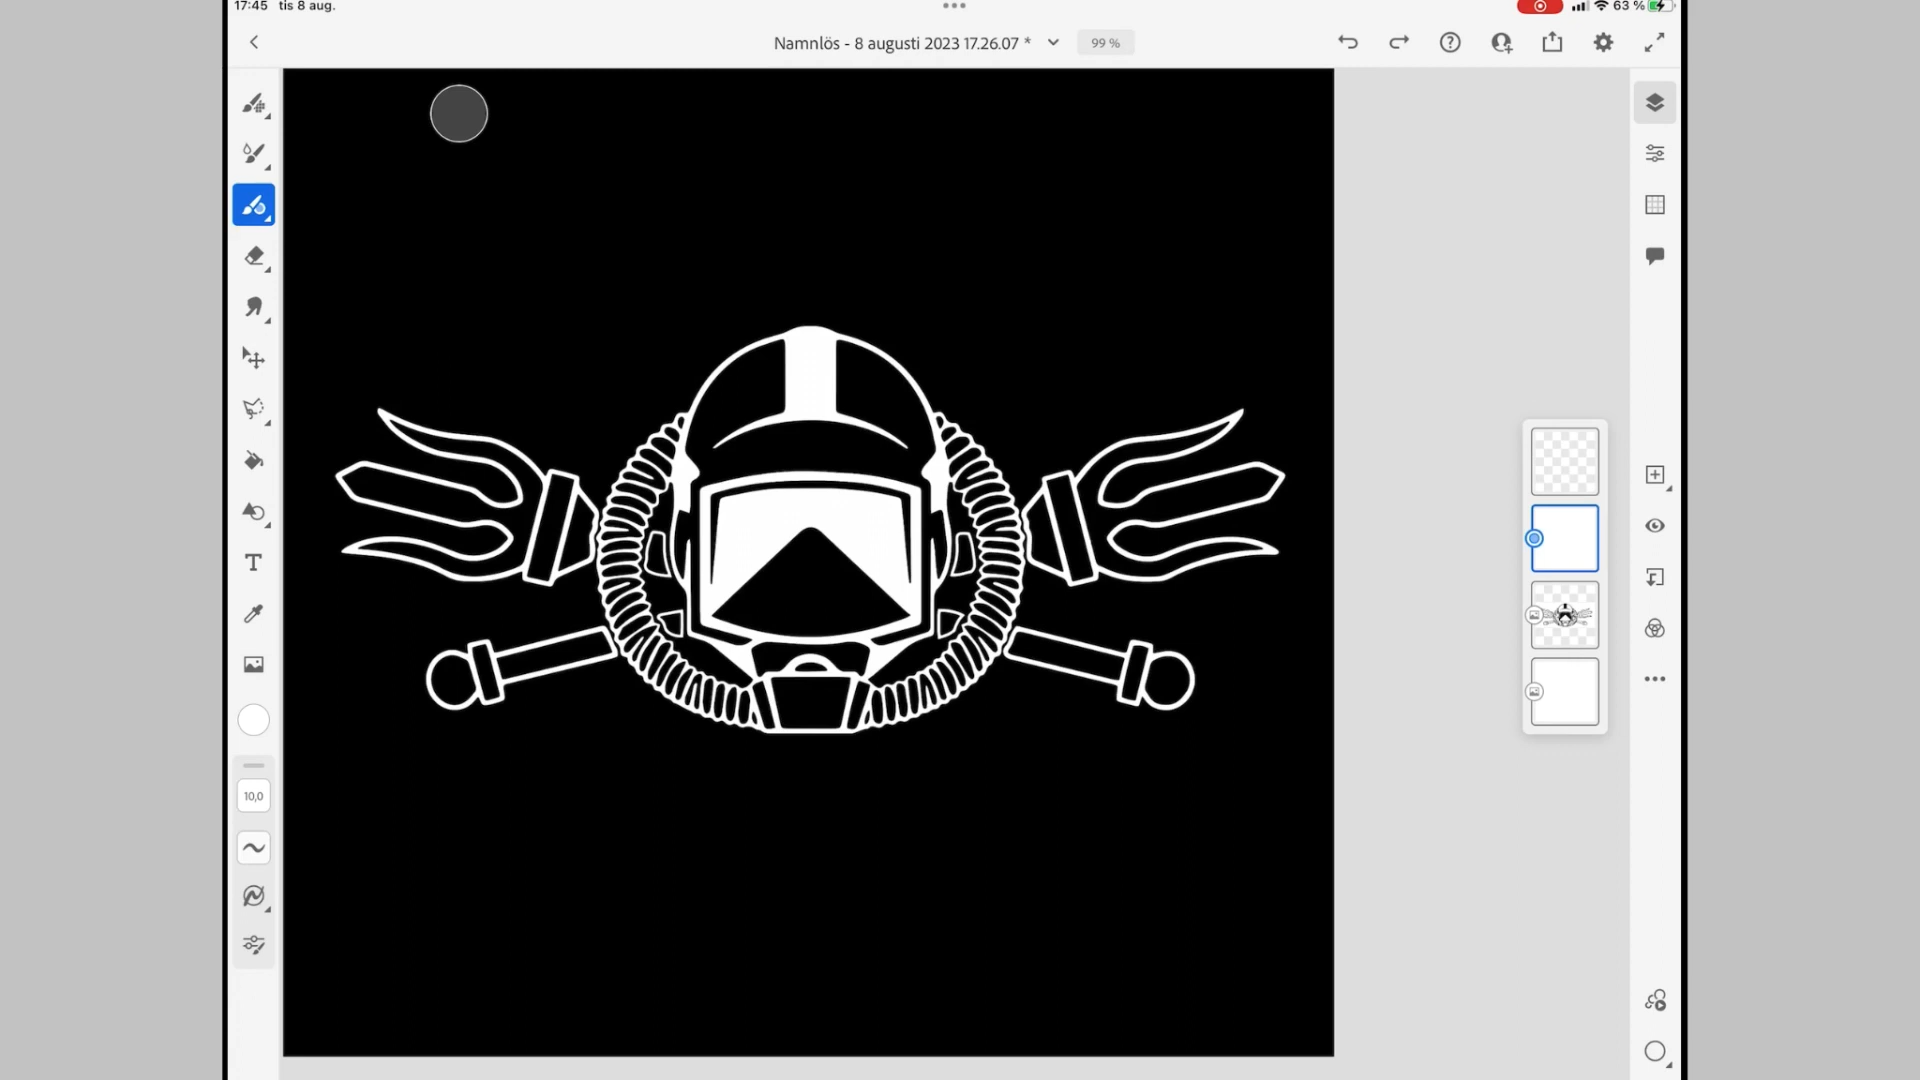 17:45 tis 8 aug.
63 %
Namnlös - 8 augusti 2023 17.26.07 *
99 %
T
10,0